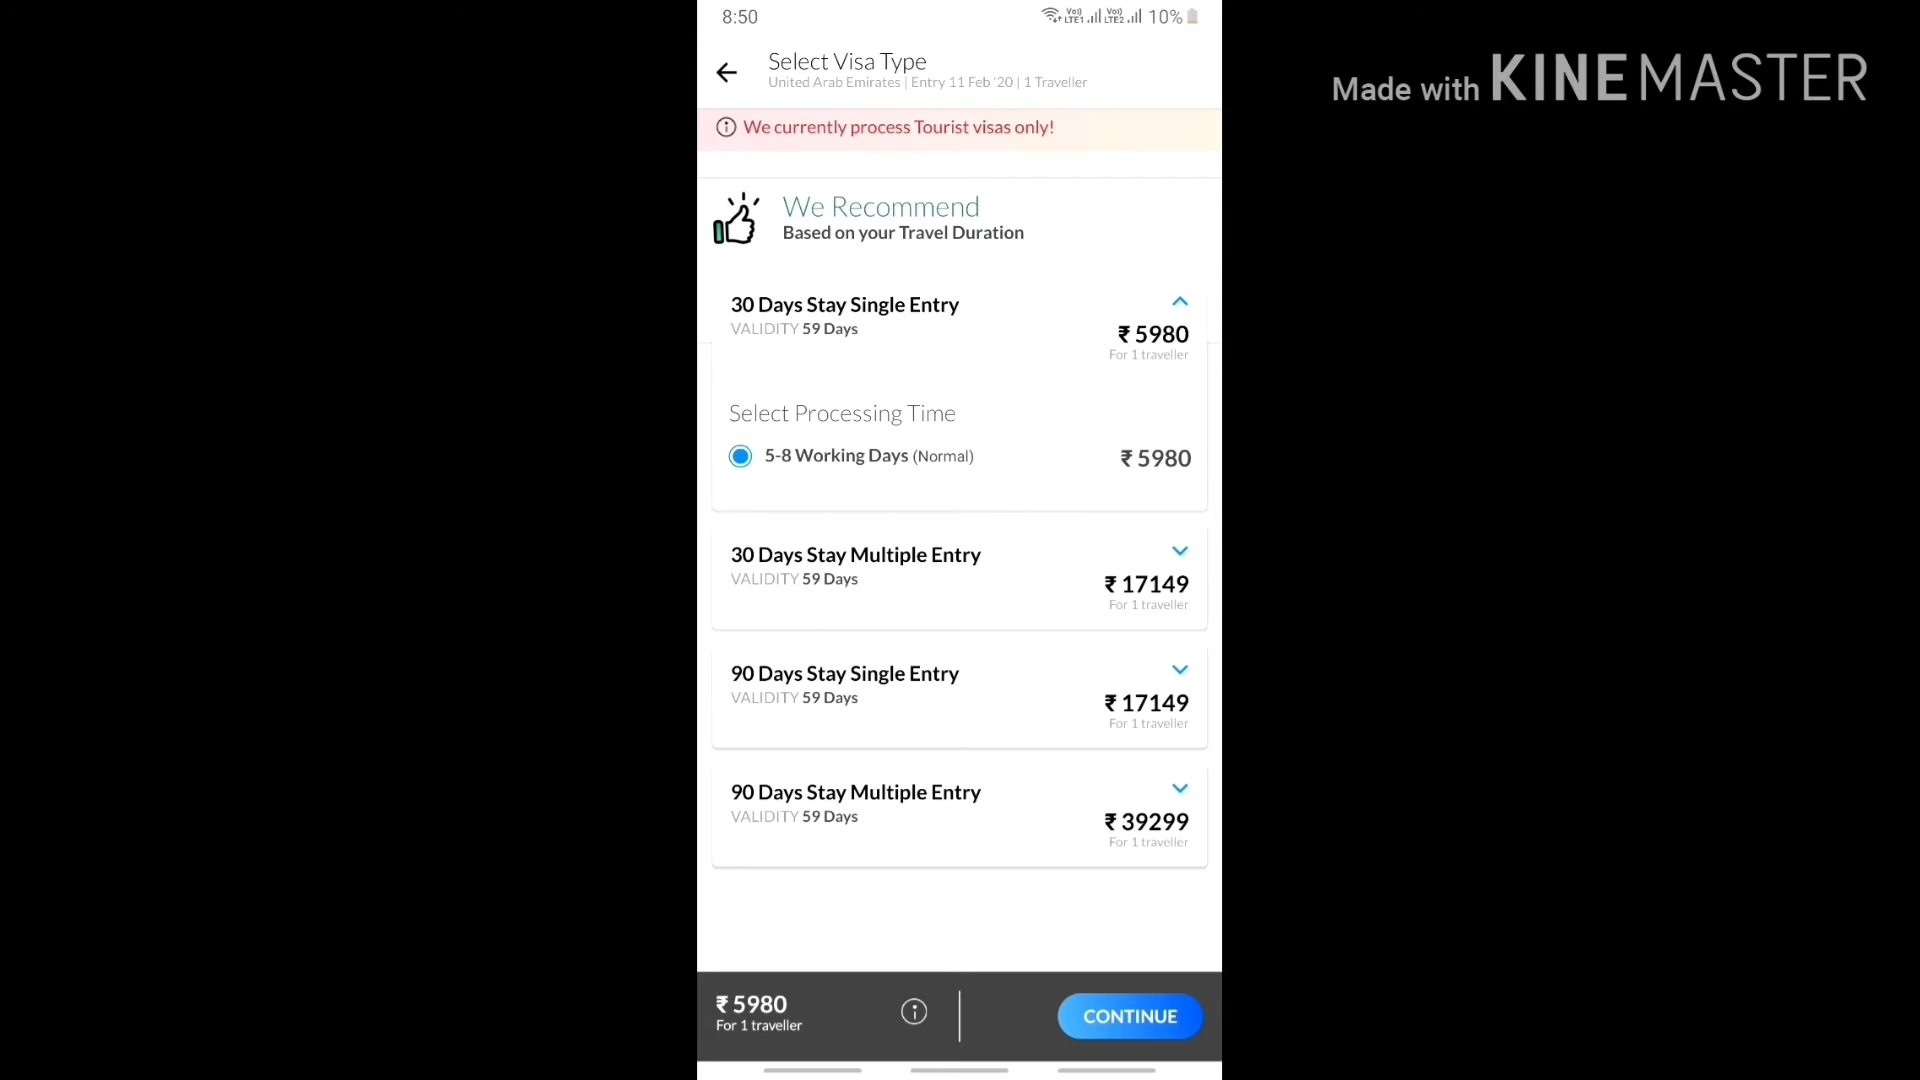 8:50
Vo)) LTE1 Vo)) LTE2 10%
Made with KINEMASTER
Select Visa Type
United Arab Emirates | Entry 11 Feb '20 | 1 Traveller
We currently process Tourist visas only!
We Recommend
Based on your Travel Duration
30 Days Stay Single Entry
VALIDITY 59 Days
₹ 5980
For 1 traveller
Select Processing Time
5-8 Working Days (Normal) ₹ 5980
30 Days Stay Multiple Entry
VALIDITY 59 Days
₹ 17149
For 1 traveller
90 Days Stay Single Entry
VALIDITY 59 Days
₹ 17149
For 1 traveller
90 Days Stay Multiple Entry
VALIDITY 59 Days
₹ 39299
For 1 traveller
₹ 5980
For 1 traveller
CONTINUE